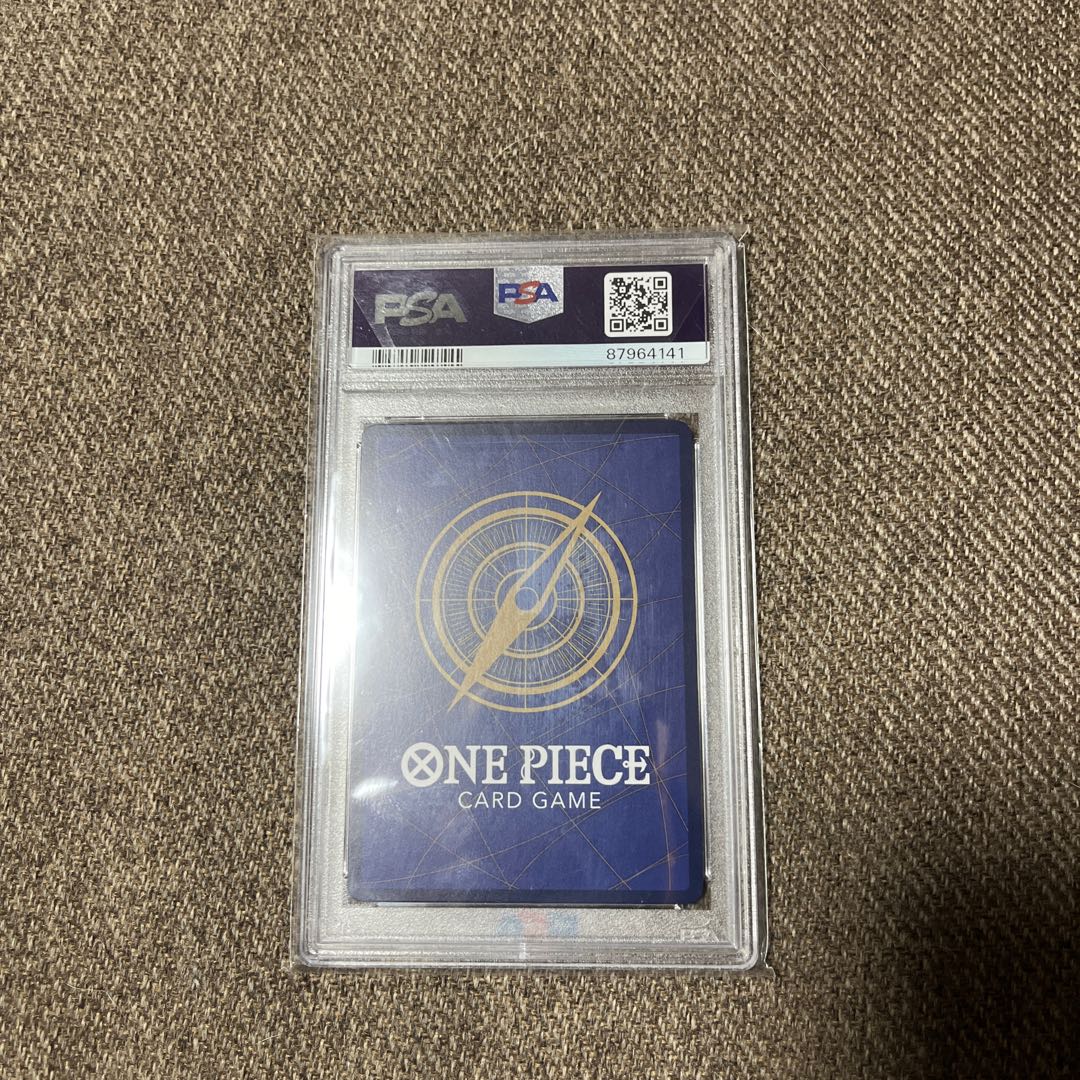 PSA
PSA
87964141
ONE PIECE
CARD GAME